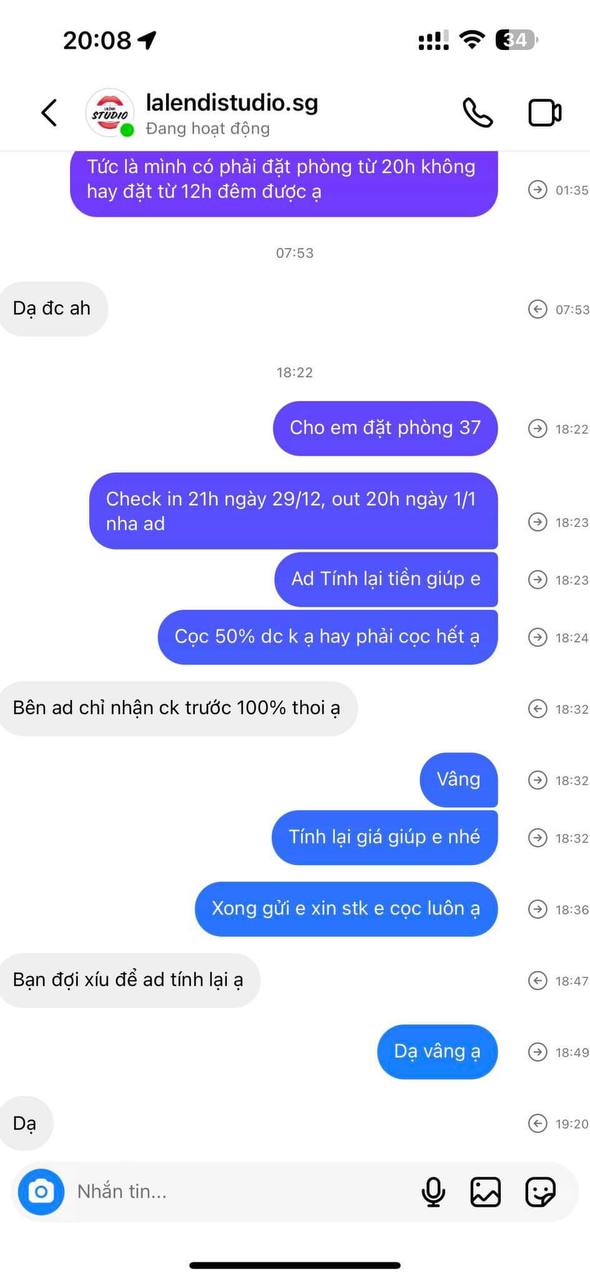 20:08
34
STUDIO
lalendistudio.sg
Đang hoạt động
Tức là mình có phải đặt phòng từ 20h không
hay đặt từ 12h đêm được ạ
01:35
07:53
Dạ đc ah
07:53
18:22
Cho em đặt phòng 37
18:22
Check in 21h ngày 29/12, out 20h ngày 1/1
nha ad
18:23
Ad Tính lại tiền giúp e
18:23
Cọc 50% dc k ạ hay phải cọc hết ạ
18:24
Bên ad chỉ nhận ck trước 100% thoi ạ
18:32
Vâng
18:32
Tính lại giá giúp e nhé
18:32
Xong gửi e xin stk e cọc luôn ạ
18:36
Bạn đợi xíu để ad tính lại ạ
18:47
Dạ vâng ạ
18:49
Dạ
19:20
Nhắn tin...